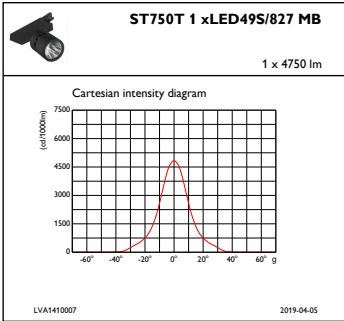 ST750T 1 xLED49S/827 MB
1 x 4750 lm
Cartesian intensity diagram
(cd/1000lm)
7500
6000
4500
3000
1500
0
-60° -40° -20° 0° 20° 40° 60° g
LVA1410007 2019-04-05